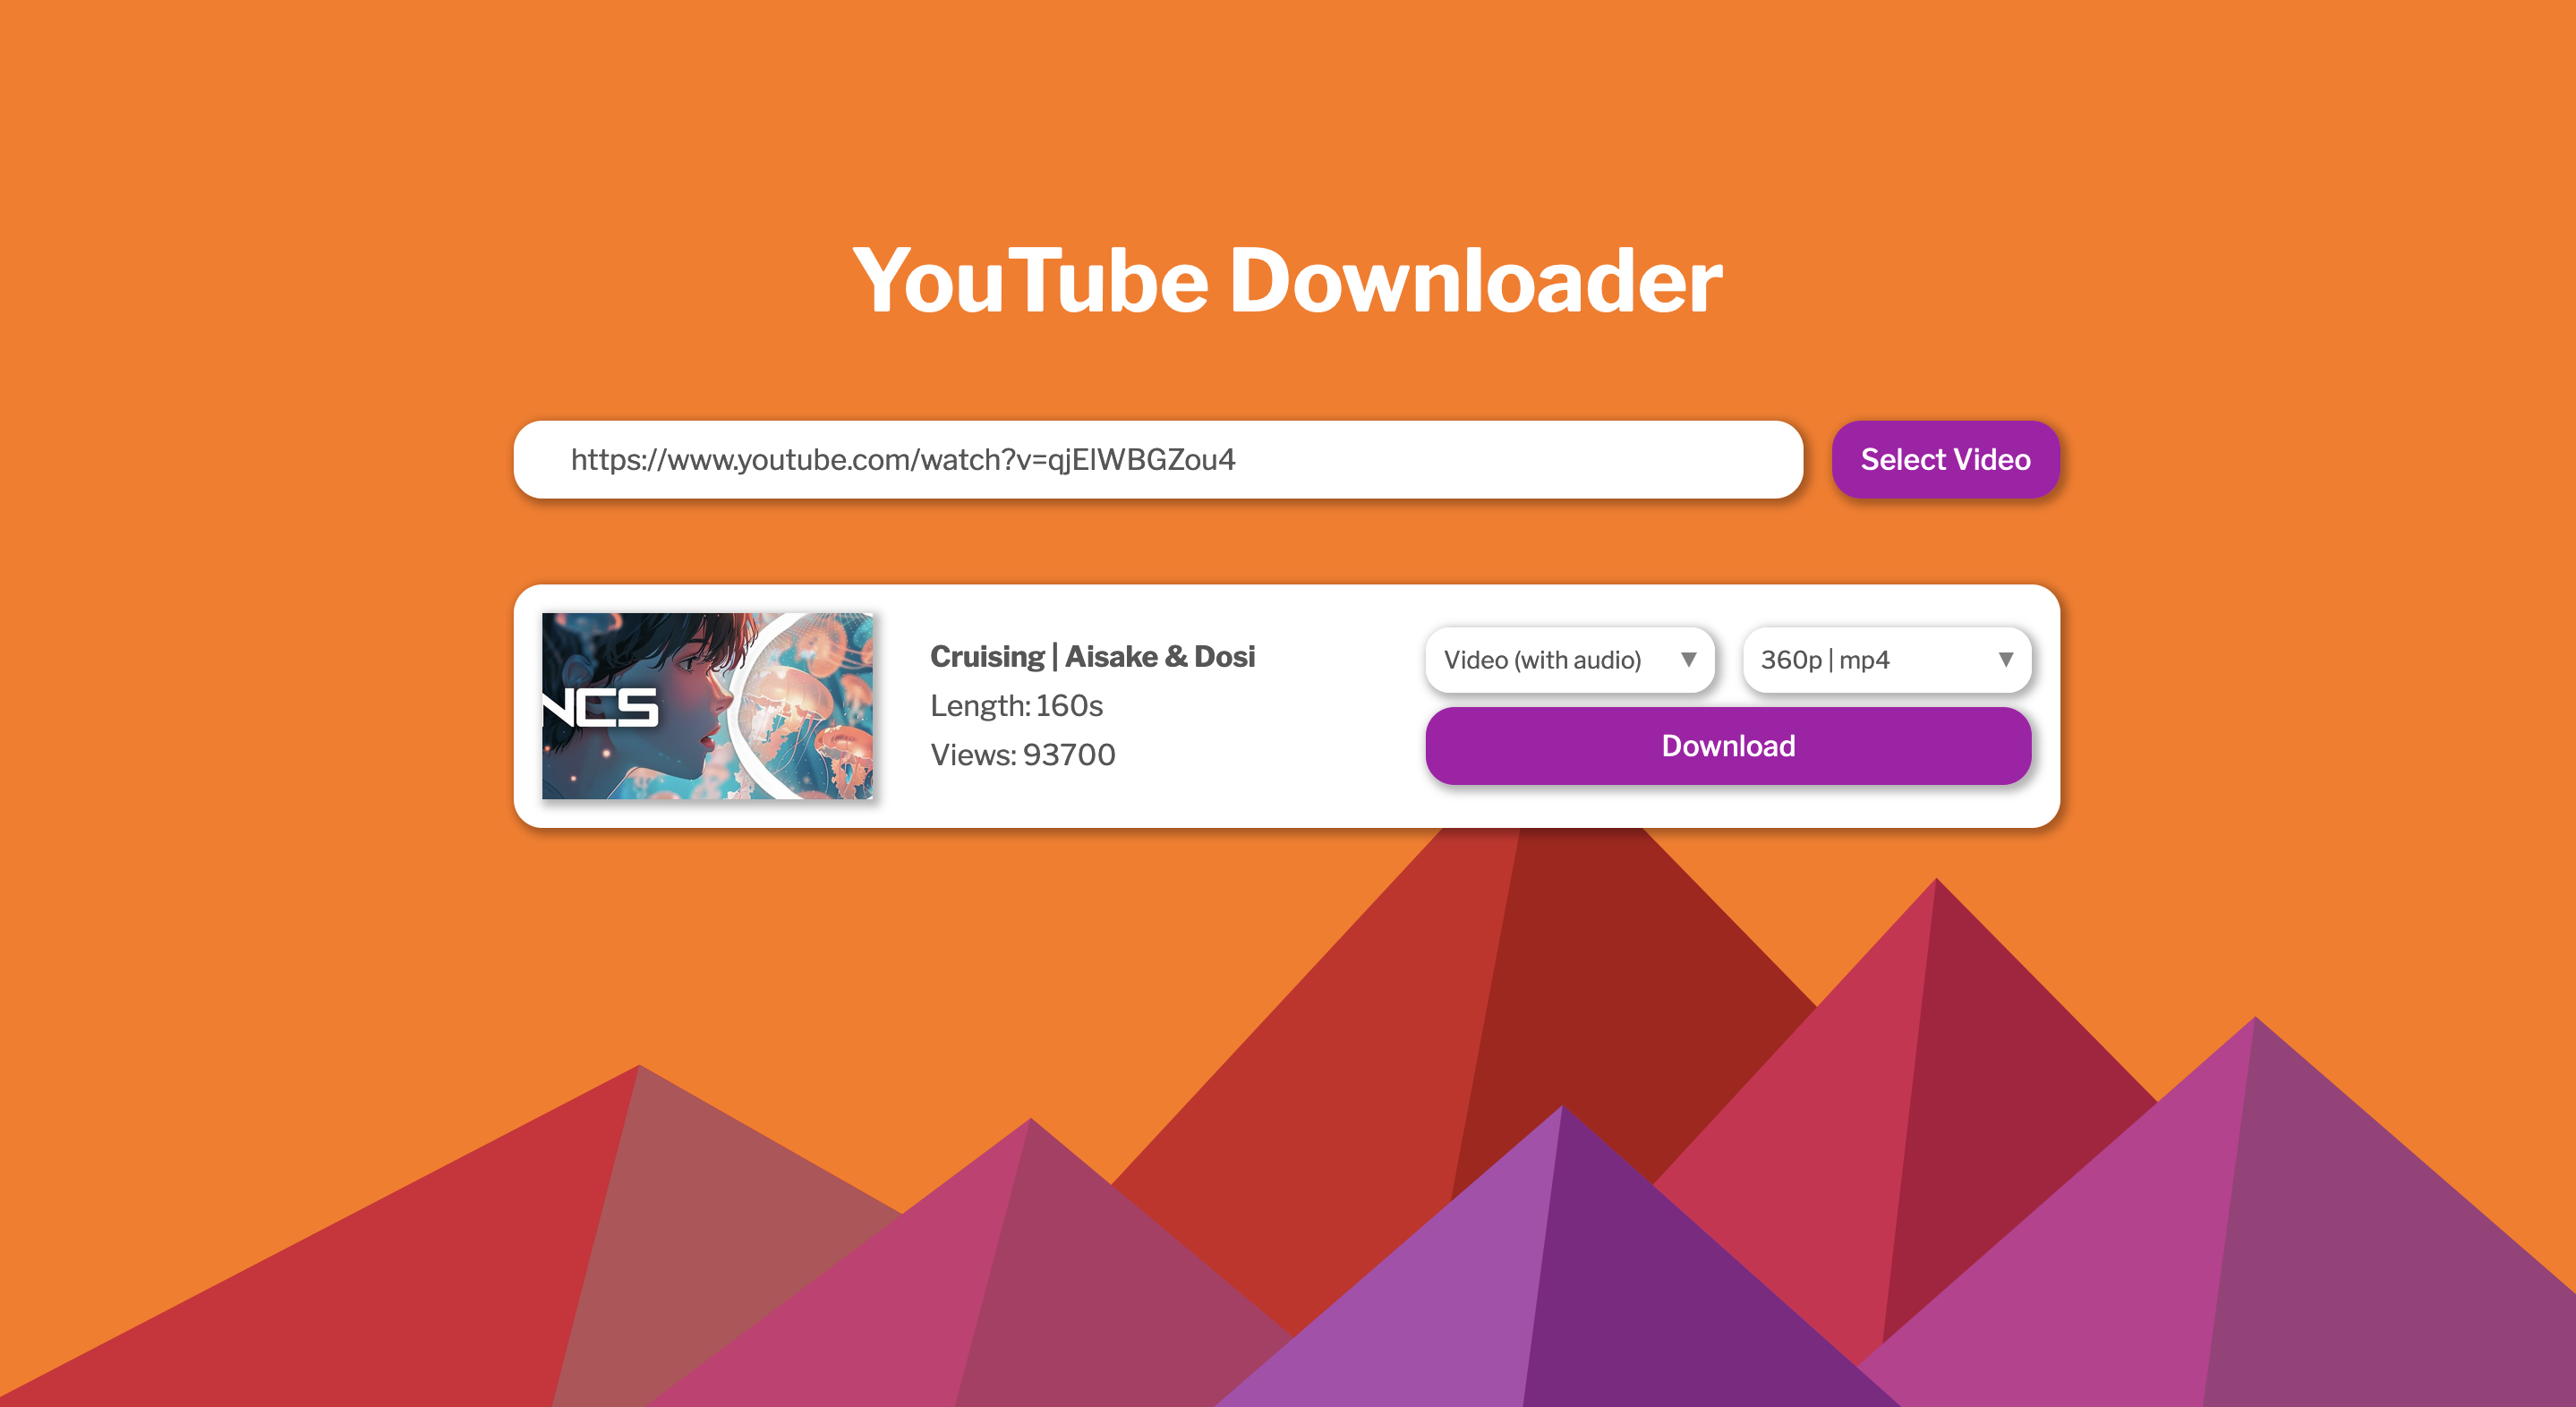 YouTube Downloader
https://www.youtube.com/watch?v=qjElWBGZou4
Select Video
Cruising | Aisake & Dosi
Length: 160s
Views: 93700
NCS
Video (with audio) ▼
360p | mp4 ▼
Download